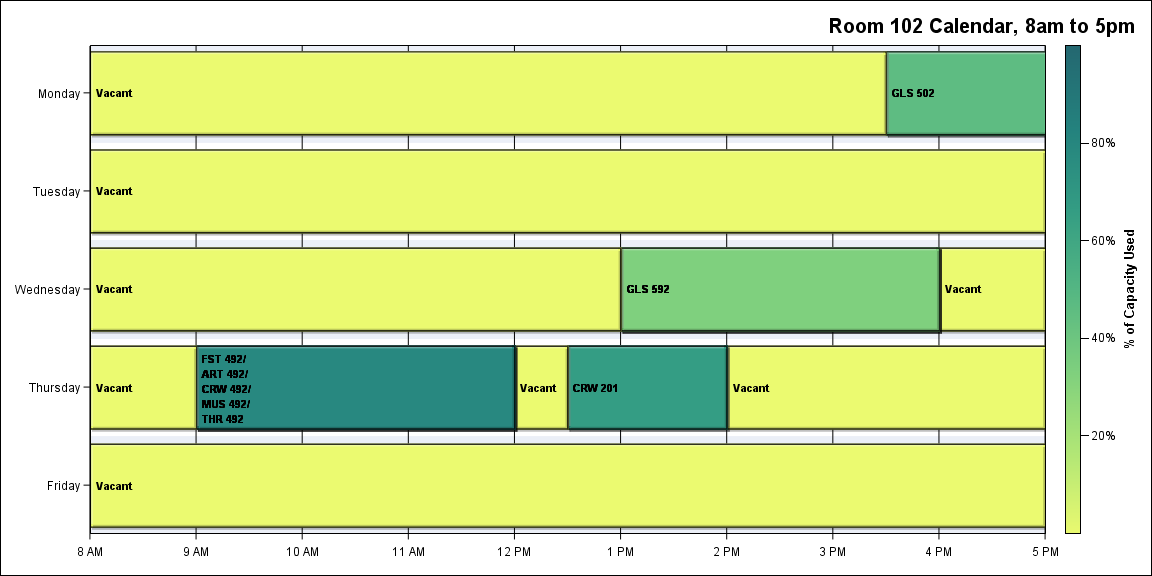 Room 102 Calendar, 8am to 5pm
Monday
Vacant
GLS 502
Tuesday
Vacant
Wednesday
Vacant
GLS 592
Vacant
Thursday
Vacant
FST 492/
ART 492/
CRW 492/
MUS 492/
THR 492
Vacant
CRW 201
Vacant
Friday
Vacant
8 AM
9 AM
10 AM
11 AM
12 PM
1 PM
2 PM
3 PM
4 PM
5 PM
80%
60%
40%
20%
% of Capacity Used